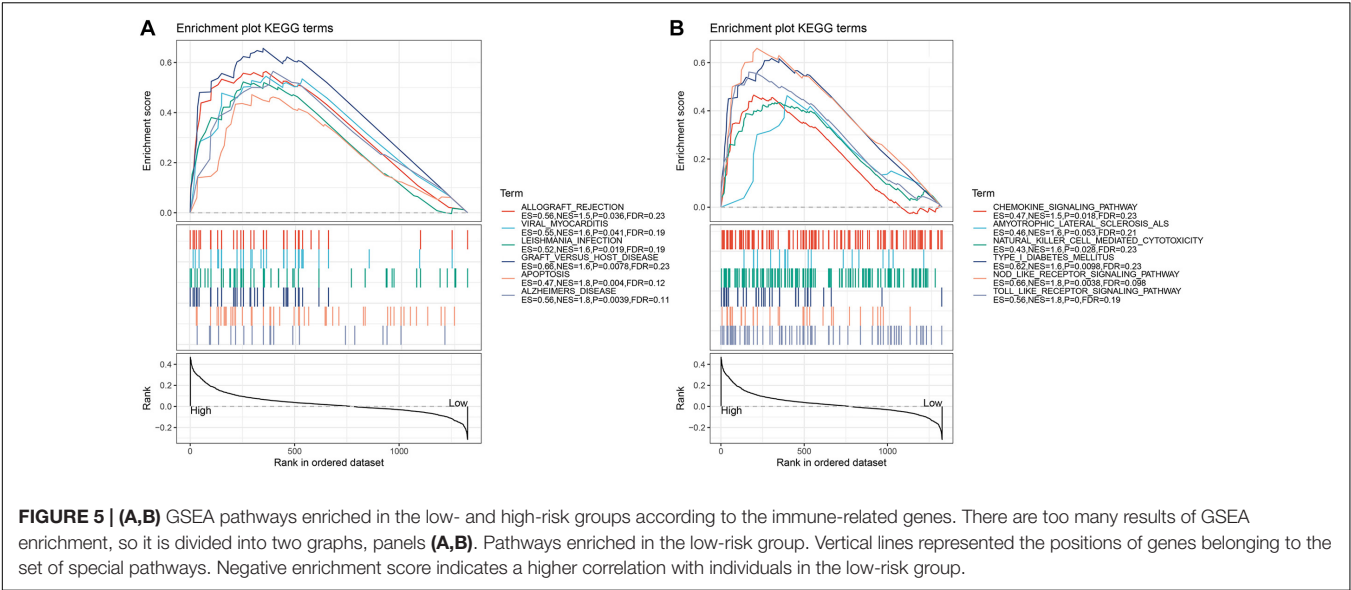 A
Enrichment plot KEGG terms
Enrichment score
0.6
0.4
0.2
0.0
Term
ALLOGRAFT_REJECTION
ES=0.56,NES=1.5,P=0.036,FDR=0.23
VIRAL_MYOCARDITIS
ES=0.55,NES=1.6,P=0.041,FDR=0.19
LEISHMANIA_INFECTION
ES=0.52,NES=1.6,P=0.019,FDR=0.19
GRAFT_VERSUS_HOST_DISEASE
ES=0.66,NES=1.6,P=0.0078,FDR=0.23
APOPTOSIS
ES=0.47,NES=1.8,P=0.004,FDR=0.12
ALZHEIMERS_DISEASE
ES=0.56,NES=1.8,P=0.0039,FDR=0.11
Rank
0.4
0.2
0.0
−0.2
High
Low
0
500
1000
Rank in ordered dataset
B
Enrichment plot KEGG terms
Enrichment score
0.6
0.4
0.2
0.0
Term
CHEMOKINE_SIGNALING_PATHWAY
ES=0.47,NES=1.5,P=0.018,FDR=0.23
AMYOTROPHIC_LATERAL_SCLEROSIS_ALS
ES=0.46,NES=1.6,P=0.053,FDR=0.21
NATURAL_KILLER_CELL_MEDIATED_CYTOTOXICITY
ES=0.43,NES=1.6,P=0.028,FDR=0.23
TYPE_I_DIABETES_MELLITUS
ES=0.62,NES=1.6,P=0.0098,FDR=0.23
NOD_LIKE_RECEPTOR_SIGNALING_PATHWAY
ES=0.66,NES=1.8,P=0.0038,FDR=0.098
TOLL_LIKE_RECEPTOR_SIGNALING_PATHWAY
ES=0.56,NES=1.8,P=0,FDR=0.19
Rank
0.4
0.2
0.0
−0.2
High
Low
0
500
1000
Rank in ordered dataset
FIGURE 5 | (A,B) GSEA pathways enriched in the low- and high-risk groups according to the immune-related genes. There are too many results of GSEA
enrichment, so it is divided into two graphs, panels (A,B). Pathways enriched in the low-risk group. Vertical lines represented the positions of genes belonging to the
set of special pathways. Negative enrichment score indicates a higher correlation with individuals in the low-risk group.